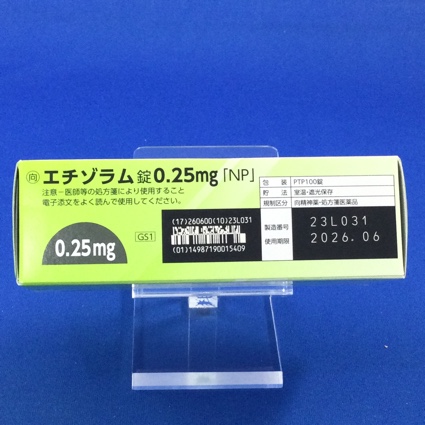 向 エチゾラム錠0.25mg「NP」
注意-医師等の処方箋により使用すること
電子添文をよく読んで使用してください。
0.25mg
GS1
(17)260600(10)23L031
(01)14987190015409
包装 PTP100錠
貯法 室温・遮光保存
規制区分 向精神薬・処方箋医薬品
製造番号 23L031
使用期限 2026.06